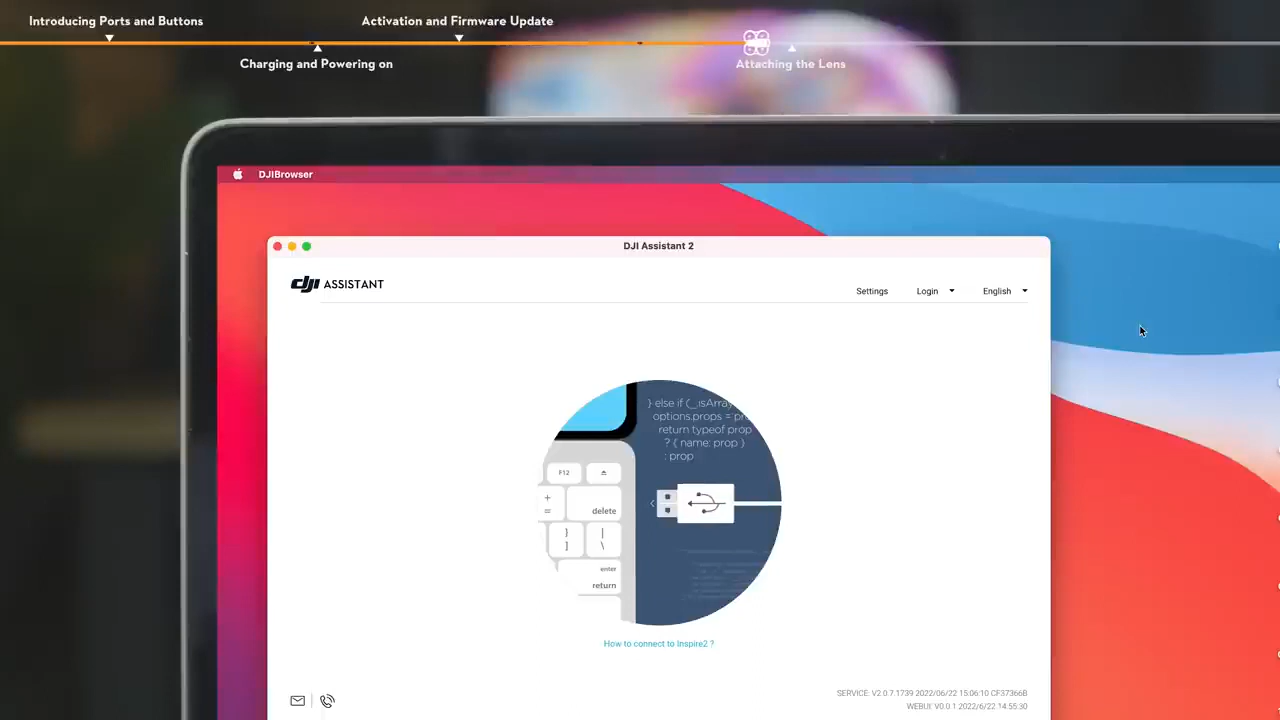 Introducing Ports and Buttons
Activation and Firmware Update
Charging and Powering on
Attaching the Lens
DJIBrowser
DJI Assistant 2
dji ASSISTANT
Settings
Login
English
} else if (_.isArray
options.props = pr
return typeof prop
? { name: prop }
: prop
F12
+
=
delete
}
]
|
\
enter
return
How to connect to Inspire2 ?
SERVICE: V2.0.7.1739 2022/06/22 15:06:10 CF37366B
WEBUI: V0.0.1 2022/6/22 14:55:30